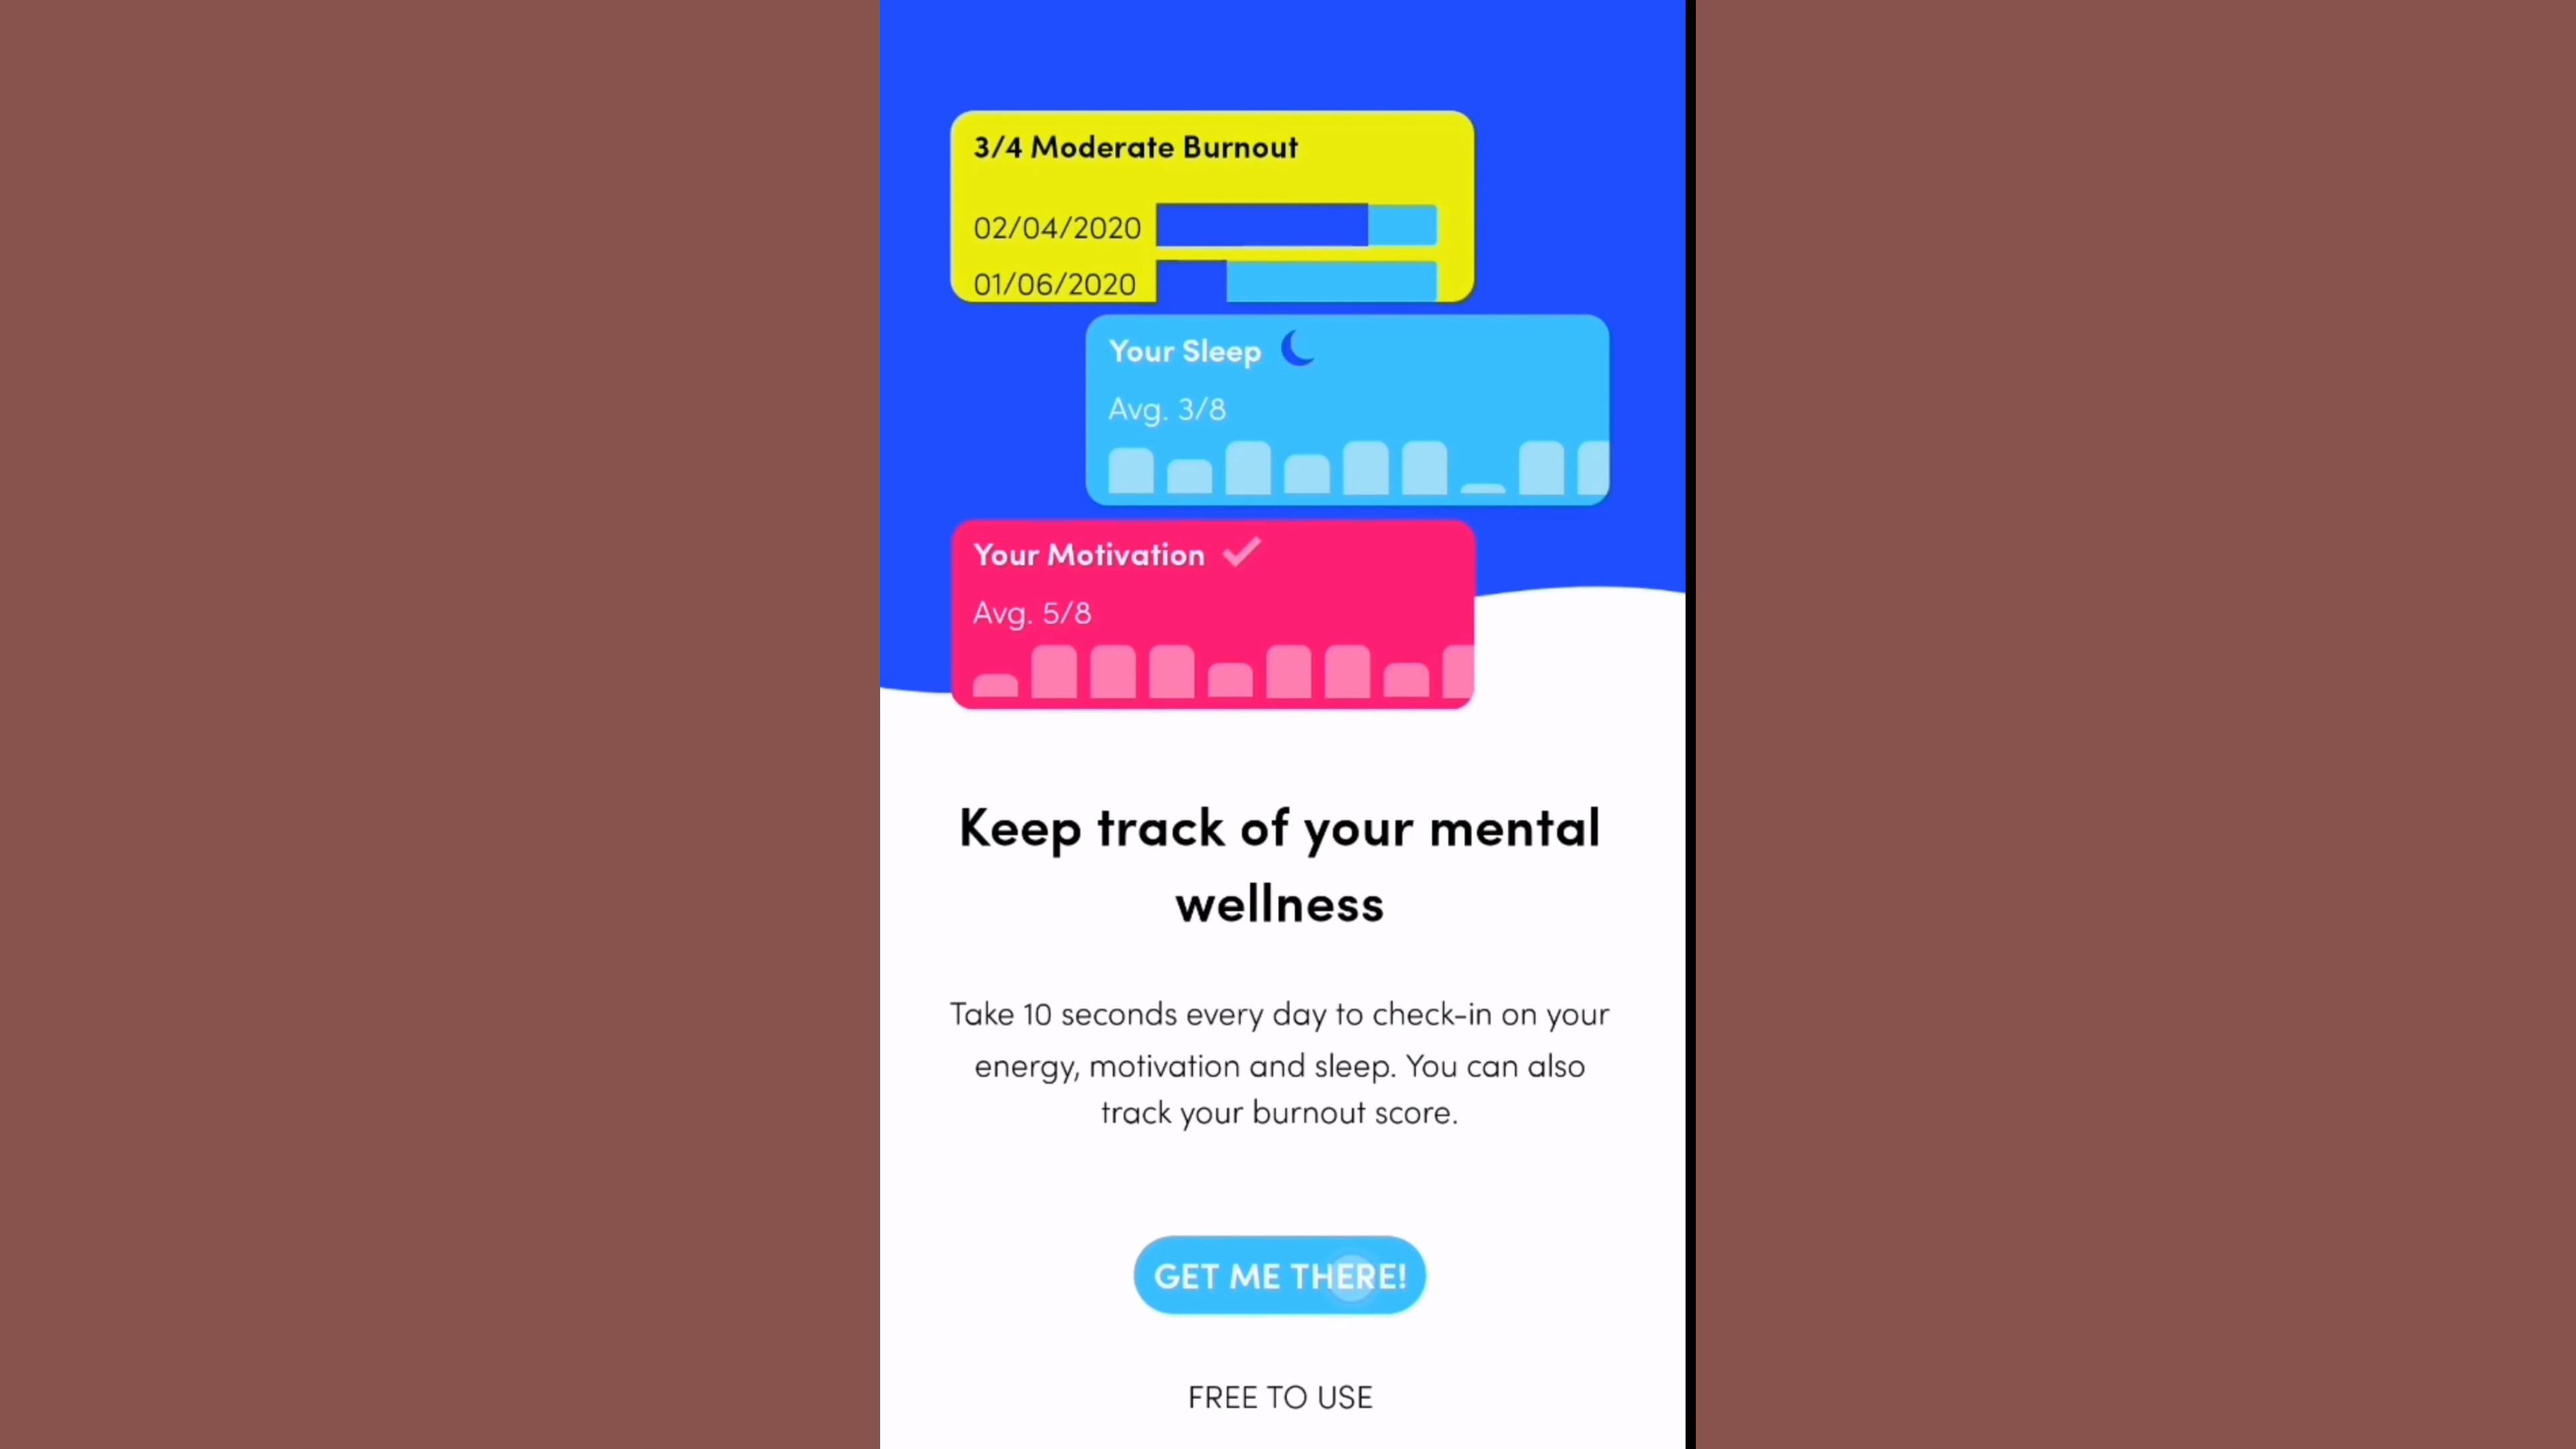 3/4 Moderate Burnout
02/04/2020
01/06/2020
Your Sleep
Avg. 3/8
Your Motivation
Avg. 5/8
Keep track of your mental
wellness
Take 10 seconds every day to check-in on your
energy, motivation and sleep. You can also
track your burnout score.
GET ME THERE!
FREE TO USE